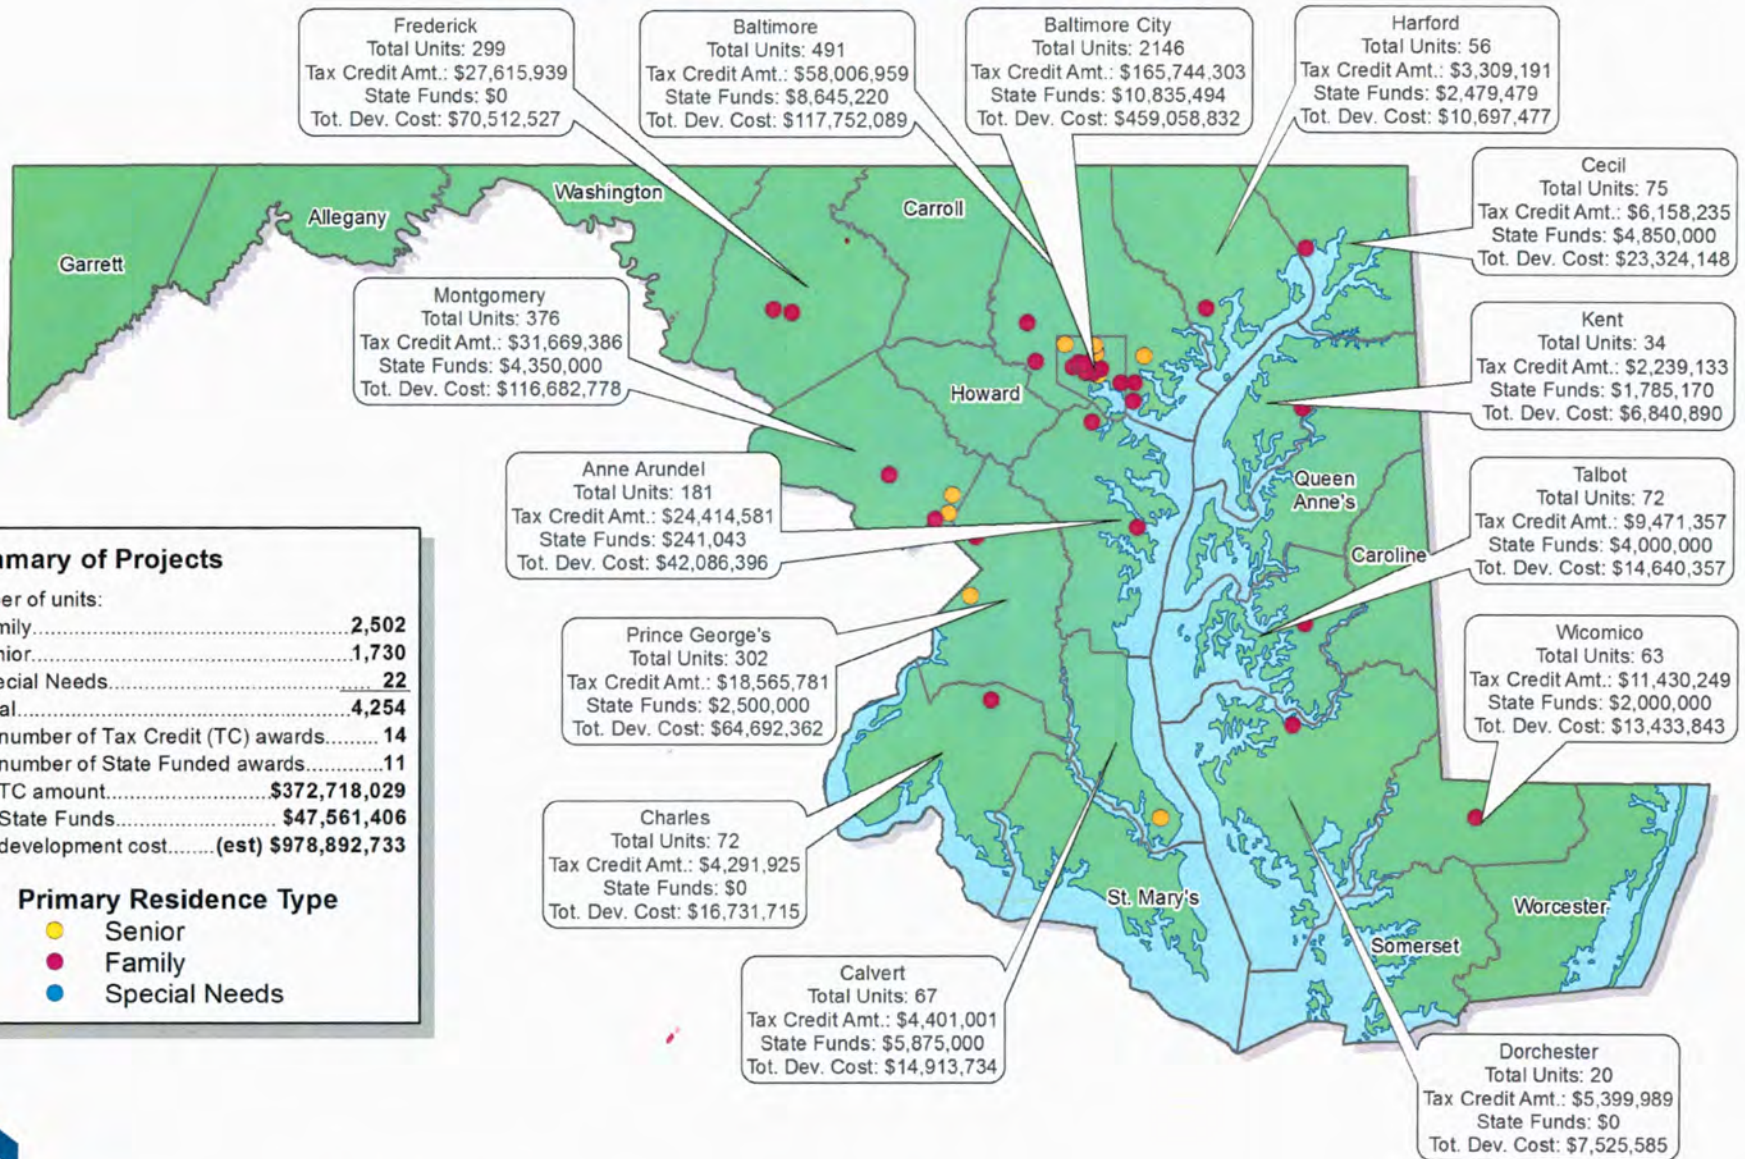 Frederick
Total Units: 299
Tax Credit Amt.: $27,615,939
State Funds: $0
Tot. Dev. Cost: $70,512,527
Baltimore
Total Units: 491
Tax Credit Amt.: $58,006,959
State Funds: $8,645,220
Tot. Dev. Cost: $117,752,089
Baltimore City
Total Units: 2146
Tax Credit Amt.: $165,744,303
State Funds: $10,835,494
Tot. Dev. Cost: $459,058,832
Harford
Total Units: 56
Tax Credit Amt.: $3,309,191
State Funds: $2,479,479
Tot. Dev. Cost: $10,697,477
Cecil
Total Units: 75
Tax Credit Amt.: $6,158,235
State Funds: $4,850,000
Tot. Dev. Cost: $23,324,148
Garrett
Allegany
Washington
Carroll
Montgomery
Total Units: 376
Tax Credit Amt.: $31,669,386
State Funds: $4,350,000
Tot. Dev. Cost: $116,682,778
Howard
Kent
Total Units: 34
Tax Credit Amt.: $2,239,133
State Funds: $1,785,170
Tot. Dev. Cost: $6,840,890
Anne Arundel
Total Units: 181
Tax Credit Amt.: $24,414,581
State Funds: $241,043
Tot. Dev. Cost: $42,086,396
Queen
Anne's
Caroline
Talbot
Total Units: 72
Tax Credit Amt.: $9,471,357
State Funds: $4,000,000
Tot. Dev. Cost: $14,640,357
Prince George's
Total Units: 302
Tax Credit Amt.: $18,565,781
State Funds: $2,500,000
Tot. Dev. Cost: $64,692,362
Wicomico
Total Units: 63
Tax Credit Amt.: $11,430,249
State Funds: $2,000,000
Tot. Dev. Cost: $13,433,843
Charles
Total Units: 72
Tax Credit Amt.: $4,291,925
State Funds: $0
Tot. Dev. Cost: $16,731,715
St. Mary's
Somerset
Worcester
Calvert
Total Units: 67
Tax Credit Amt.: $4,401,001
State Funds: $5,875,000
Tot. Dev. Cost: $14,913,734
Dorchester
Total Units: 20
Tax Credit Amt.: $5,399,989
State Funds: $0
Tot. Dev. Cost: $7,525,585
mmary of Projects
er of units:
mily 2,502
nior 1,730
ecial Needs 22
al 4,254
number of Tax Credit (TC) awards 14
number of State Funded awards 11
TC amount $372,718,029
State Funds $47,561,406
development cost (est) $978,892,733
Primary Residence Type
Senior
Family
Special Needs